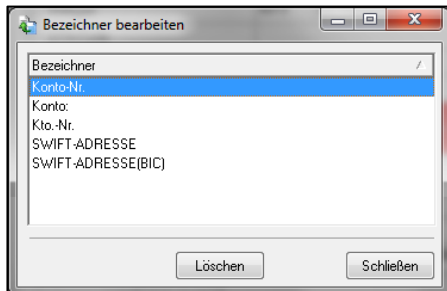 Bezeichner bearbeiten
Bezeichner
Konto-Nr.
Konto:
Kto.-Nr.
SWIFT-ADRESSE
SWIFT-ADRESSE(BIC)
Löschen
Schließen